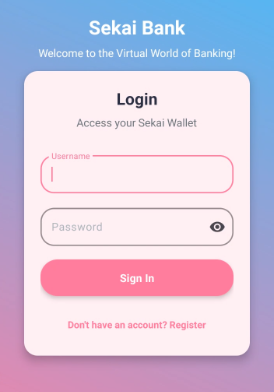 Sekai Bank
Welcome to the Virtual World of Banking!
Login
Access your Sekai Wallet
Username
Password
Sign In
Don't have an account? Register